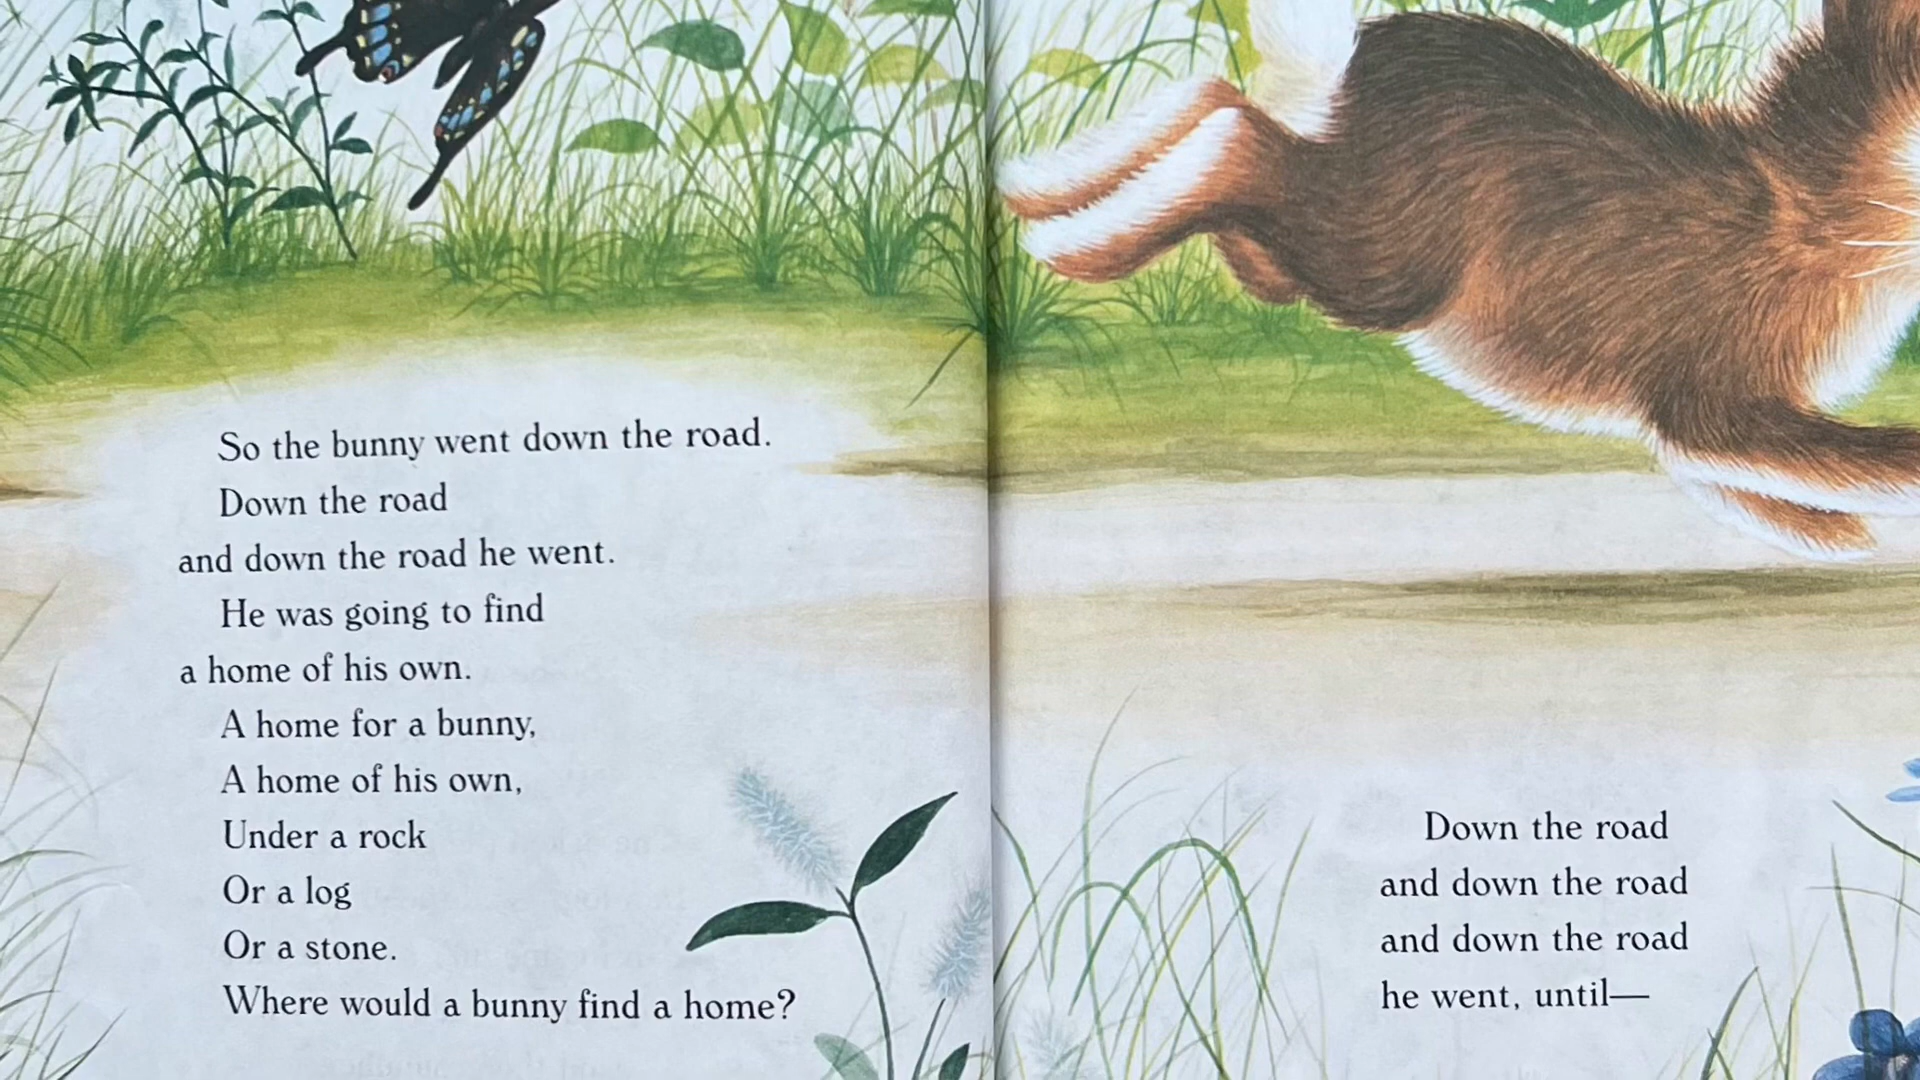 So the bunny went down the road.
Down the road
and down the road he went.
He was going to find
a home of his own.
A home for a bunny,
A home of his own,
Under a rock
Or a log
Or a stone.
Where would a bunny find a home?
Down the road
and down the road
and down the road
he went, until—